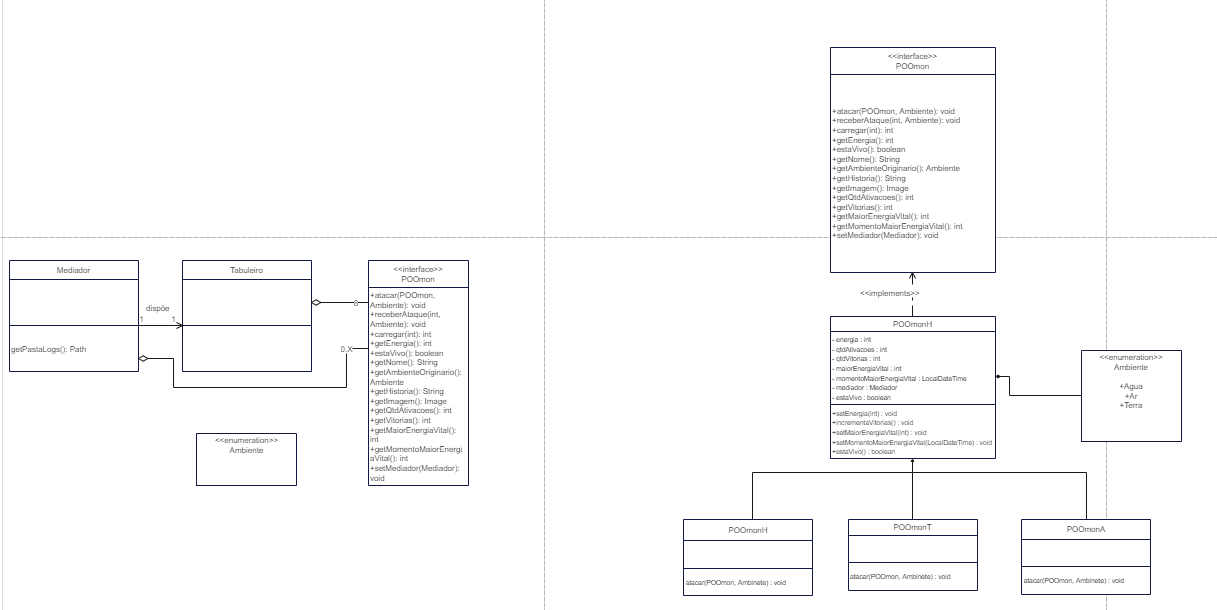 <<interface>>
POOmon
+atacar(POOmon, Ambiente): void
+receberAtaque(int, Ambiente): void
+carregar(int): int
+getEnergia(): int
+estaVivo(): boolean
+getNome(): String
+getAmbienteOriginario(): Ambiente
+getHistoria(): String
+getImagem(): Image
+getQtdAtivacoes(): int
+getVitorias(): int
+getMaiorEnergiaVital(): int
+getMomentoMaiorEnergiaVital(): int
+setMediador(Mediador): void
<<implements>>
Mediador
getPastaLogs(): Path
dispõe
1
1
Tabuleiro
8
0.X
<<interface>>
POOmon
+atacar(POOmon,
Ambiente): void
+receberAtaque(int,
Ambiente): void
+carregar(int): int
+getEnergia(): int
+estaVivo(): boolean
+getNome(): String
+getAmbienteOriginario():
Ambiente
+getHistoria(): String
+getImagem(): Image
+getQtdAtivacoes(): int
+getVitorias(): int
+getMaiorEnergiaVital():
int
+getMomentoMaiorEnergi
aVital(): int
+setMediador(Mediador):
void
<<enumeration>>
Ambiente
POOmonH
- energia : int
- qtdAtivacoes : int
- qtdVitorias : int
- maiorEnergiaVital : int
- momentoMaiorEnergiaVital : LocalDateTime
- mediador : Mediador
- estaVivo : boolean
+setEnergia(int) : void
+incrementaVitorias() : void
+setMaiorEnergiaVital(int) : void
+setMomentoMaiorEnergiaVital(LocalDateTime) : void
+estaVivo() : boolean
<<enumeration>>
Ambiente
+Agua
+Ar
+Terra
POOmonH
atacar(POOmon, Ambinete) : void
POOmonT
atacar(POOmon, Ambinete) : void
POOmonA
atacar(POOmon, Ambinete) : void